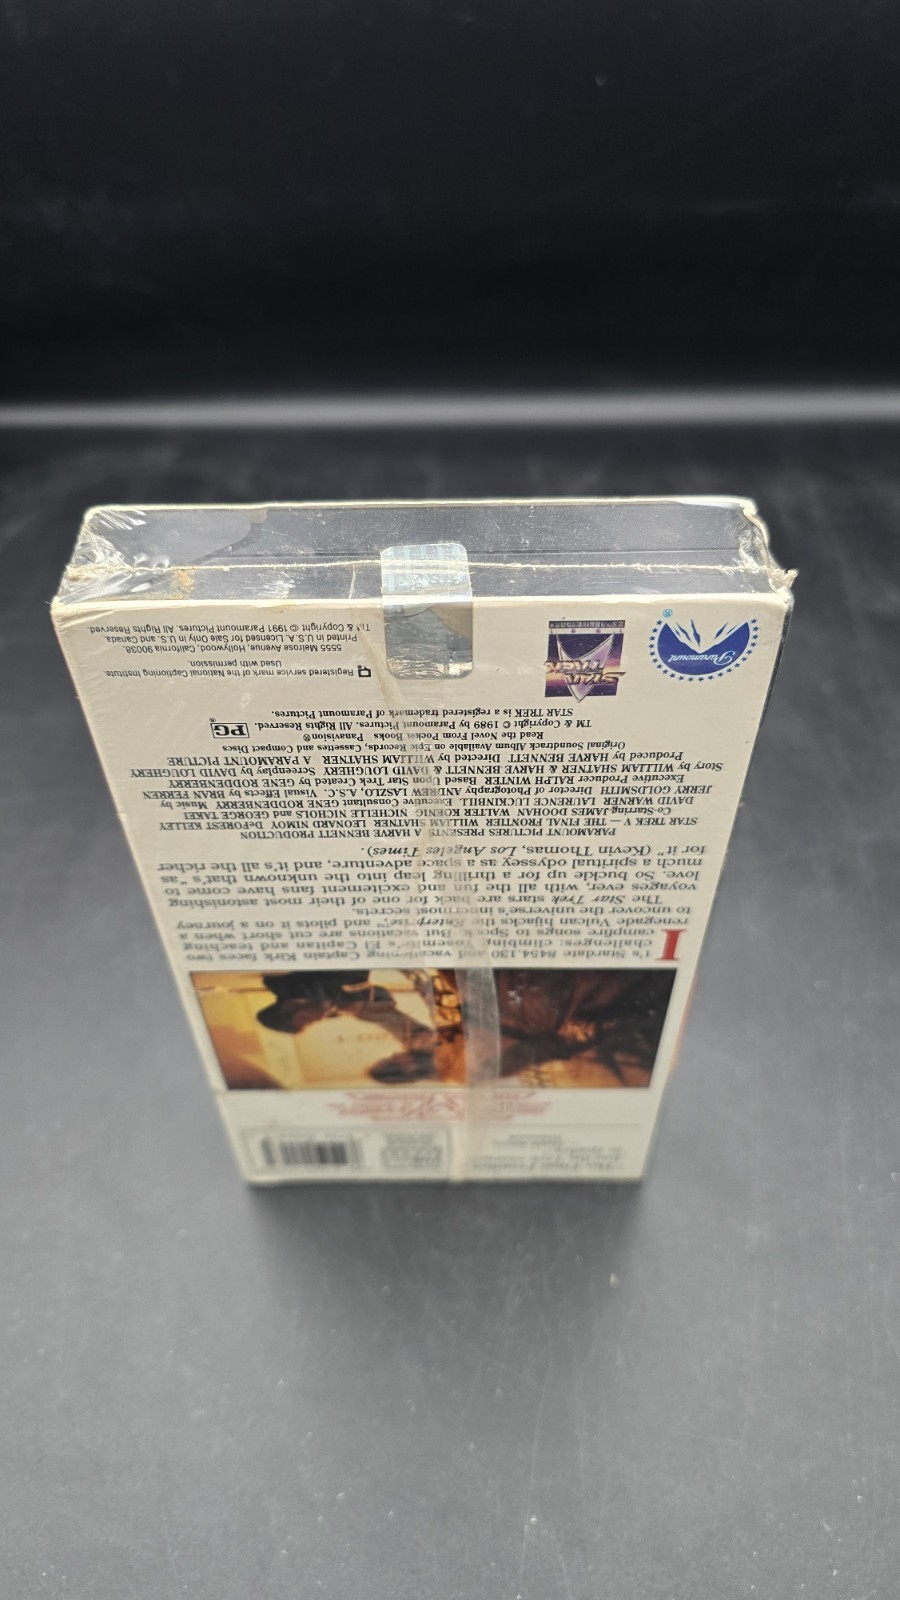 It's Stardate 8454.130 and vacationing Captain Kirk faces two
challenges: climbing Yosemite's El Capitan and teaching
campfire songs to Spock. But vacations are cut short when a
renegade Vulcan hijacks the Enterprise,™ and pilots it on a journey
to uncover the universe's innermost secrets.
The Star Trek stars are back for one of their most astonishing
voyages ever, with all the fun and excitement fans have come to
love. So buckle up for a thrilling leap into the unknown that's "as
much a spiritual odyssey as a space adventure, and it's all the richer
for it" (Kevin Thomas, Los Angeles Times).
PARAMOUNT PICTURES PRESENTS A HARVE BENNETT PRODUCTION
STAR TREK V — THE FINAL FRONTIER WILLIAM SHATNER LEONARD NIMOY DeFOREST KELLEY
Co-Starring JAMES DOOHAN WALTER KOENIG NICHELLE NICHOLS and GEORGE TAKEI
DAVID WARNER LAURENCE LUCKINBILL Executive Consultant GENE RODDENBERRY Music by
JERRY GOLDSMITH Director of Photography ANDREW LASZLO, A.S.C. Visual Effects by BRAN FERREN
Executive Producer RALPH WINTER Based Upon Star Trek Created by GENE RODDENBERRY
Story by WILLIAM SHATNER & HARVE BENNETT & DAVID LOUGHERY Screenplay by DAVID LOUGHERY
Produced by HARVE BENNETT Directed by WILLIAM SHATNER A PARAMOUNT PICTURE
Original Soundtrack Album Available on Epic Records, Cassettes and Compact Discs
Read the Novel From Pocket Books Panavision®
TM & Copyright © 1989 by Paramount Pictures. All Rights Reserved. PG®
STAR TREK is a registered trademark of Paramount Pictures.
Paramount®
STAR TREK
1991
25TH ANNIVERSARY
Registered service mark of the National Captioning Institute.
Used with permission.
5555 Melrose Avenue, Hollywood, California 90038.
Printed in U.S.A. Licensed For Sale Only in U.S. and Canada.
TM & Copyright © 1991 Paramount Pictures. All Rights Reserved.